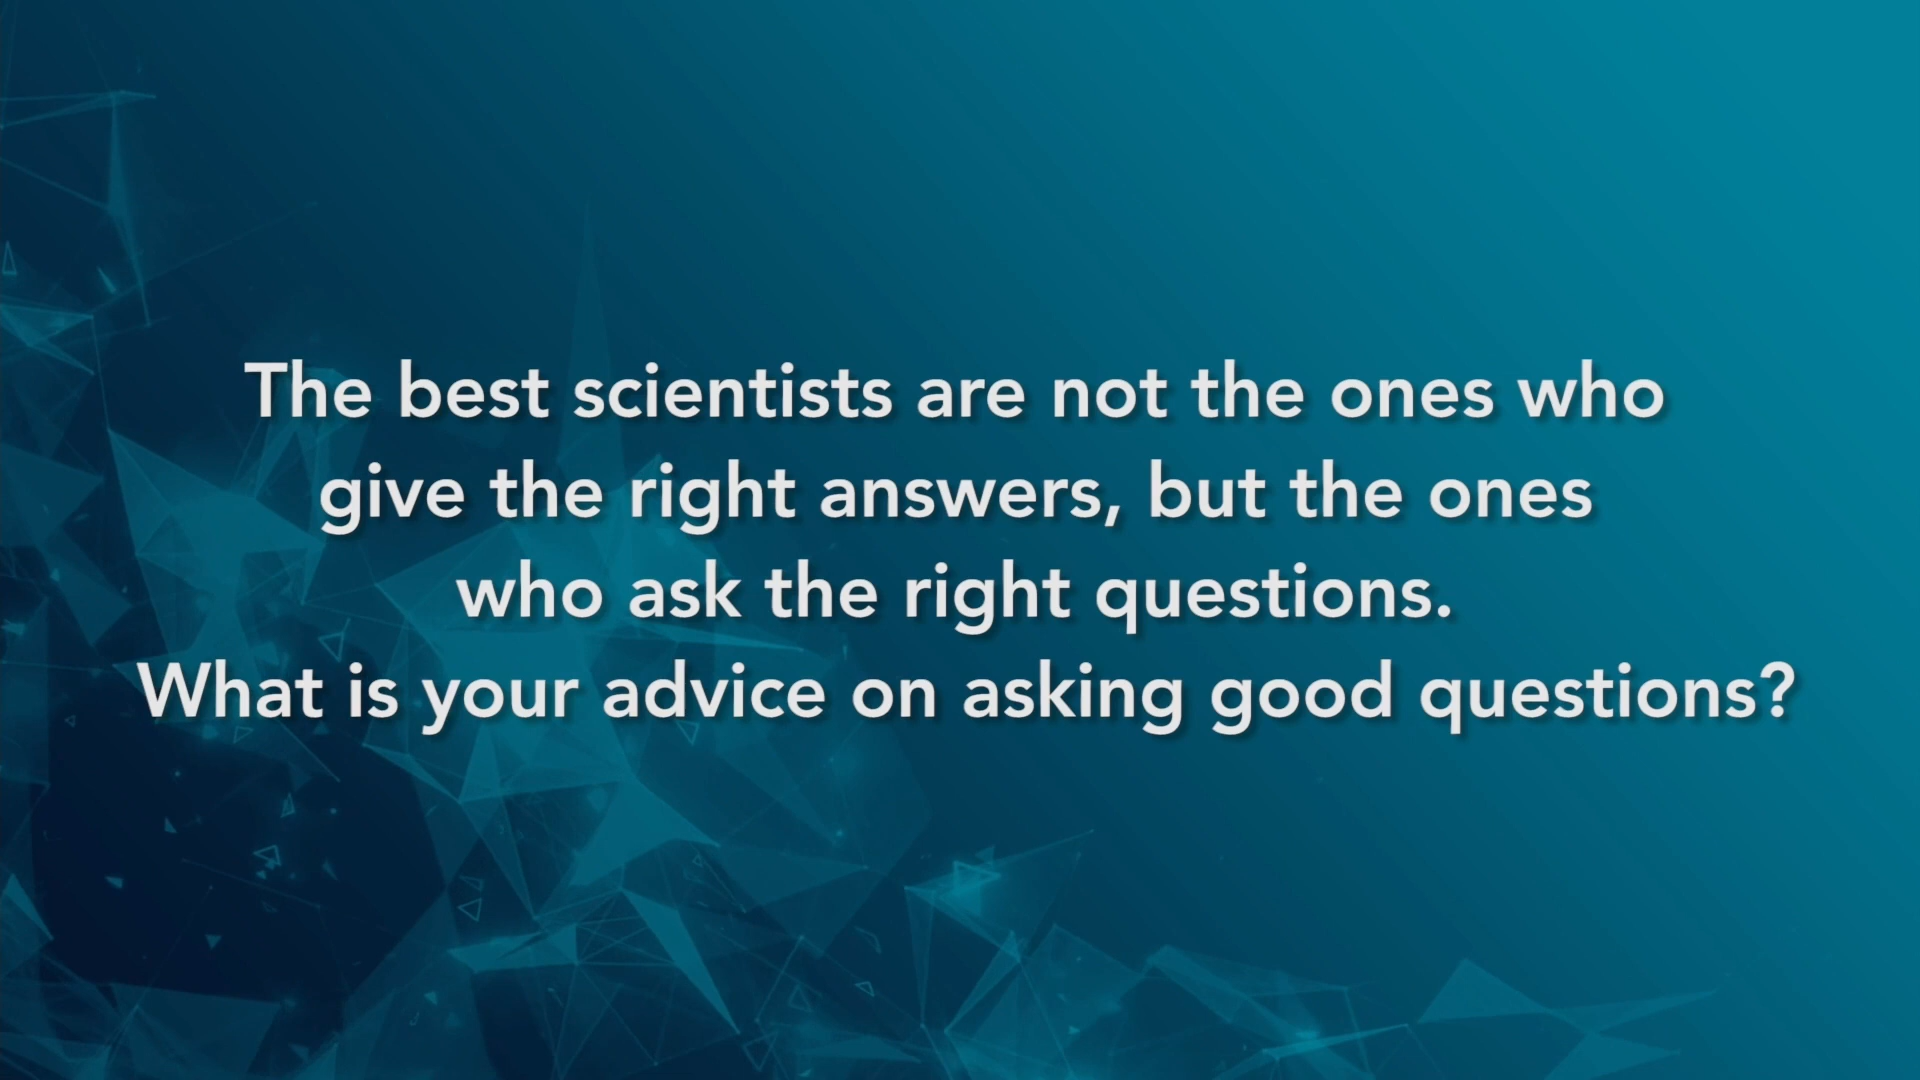 The best scientists are not the ones who
give the right answers, but the ones
who ask the right questions.
What is your advice on asking good questions?